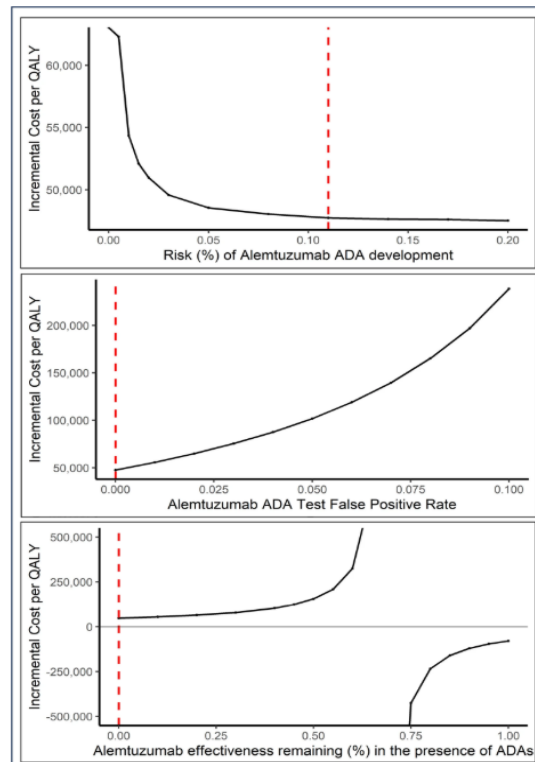 Incremental Cost per QALY
60,000
55,000
50,000
0.00 0.05 0.10 0.15 0.20
Risk (%) of Alemtuzumab ADA development
Incremental Cost per QALY
200,000
150,000
100,000
50,000
0.000 0.025 0.050 0.075 0.100
Alemtuzumab ADA Test False Positive Rate
Incremental Cost per QALY
500,000
250,000
0
-250,000
-500,000
0.00 0.25 0.50 0.75 1.00
Alemtuzumab effectiveness remaining (%) in the presence of ADAs